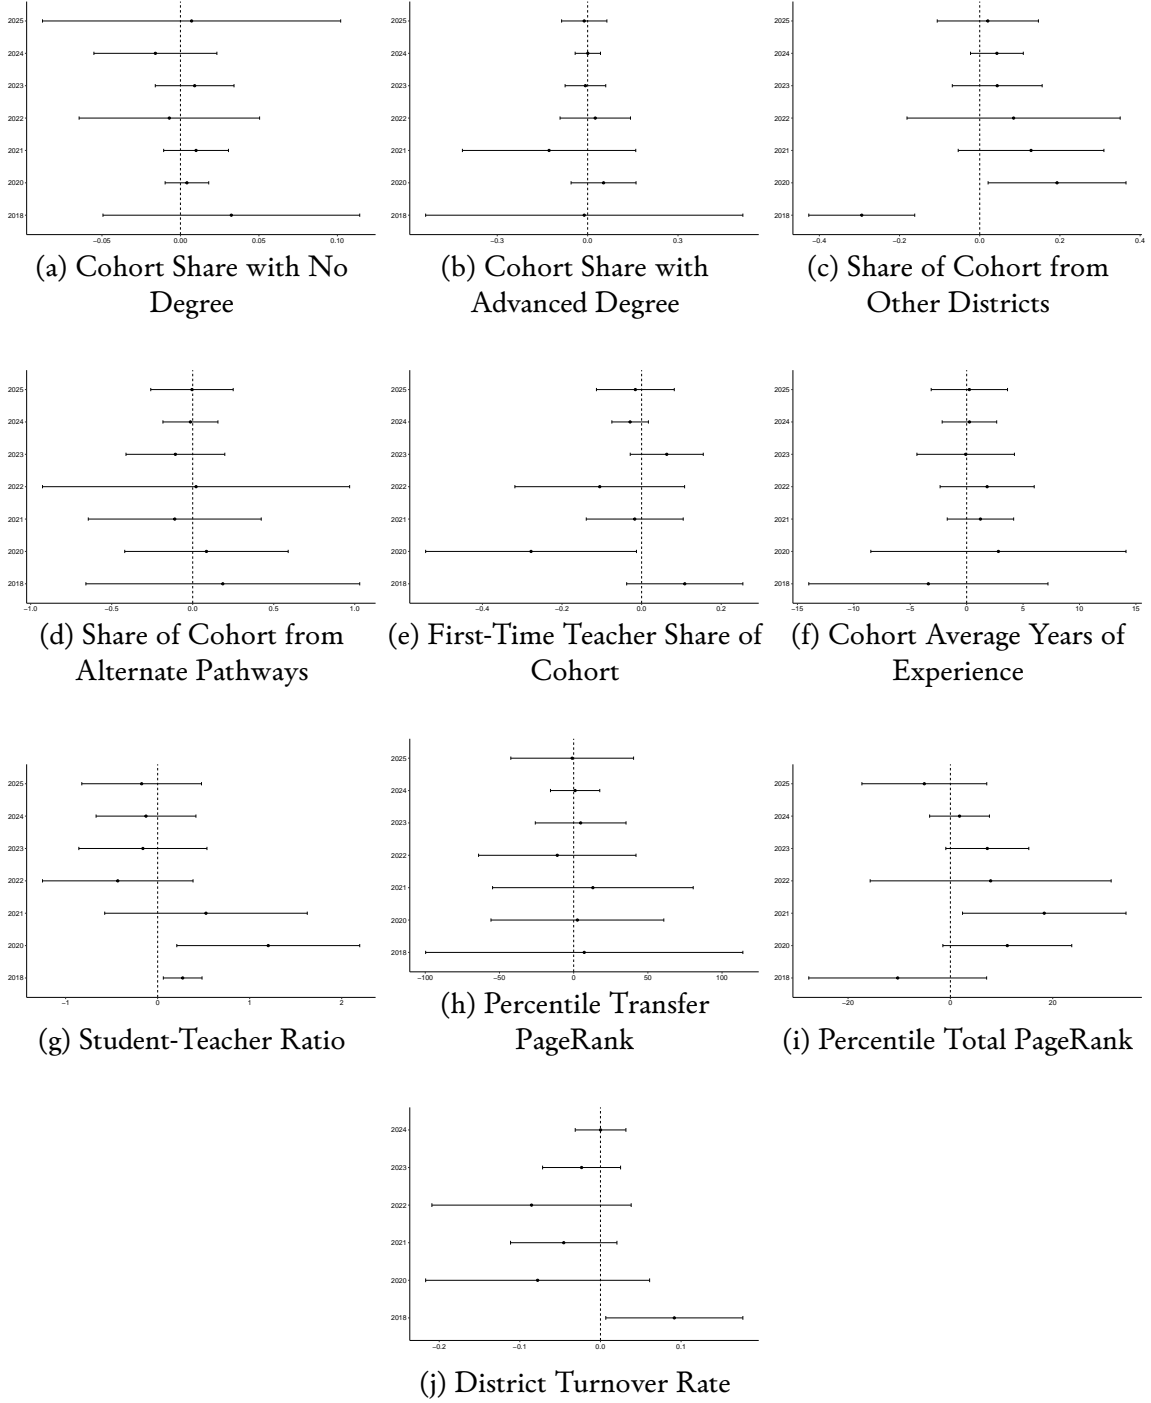 2025
2024
2023
2022
2021
2020
2018
−0.05 0.00 0.05 0.10
(a) Cohort Share with No
Degree
2025
2024
2023
2022
2021
2020
2018
−0.3 0.0 0.3
(b) Cohort Share with
Advanced Degree
2025
2024
2023
2022
2021
2020
2018
−0.4 −0.2 0.0 0.2 0.4
(c) Share of Cohort from
Other Districts
2025
2024
2023
2022
2021
2020
2018
−1.0 −0.5 0.0 0.5 1.0
(d) Share of Cohort from
Alternate Pathways
2025
2024
2023
2022
2021
2020
2018
−0.4 −0.2 0.0 0.2
(e) First-Time Teacher Share of
Cohort
2025
2024
2023
2022
2021
2020
2018
−15 −10 −5 0 5 10 15
(f) Cohort Average Years of
Experience
2025
2024
2023
2022
2021
2020
2018
−1 0 1 2
(g) Student-Teacher Ratio
2025
2024
2023
2022
2021
2020
2018
−100 −50 0 50 100
(h) Percentile Transfer
PageRank
2025
2024
2023
2022
2021
2020
2018
−20 0 20
(i) Percentile Total PageRank
2024
2023
2022
2021
2020
2018
−0.2 −0.1 0.0 0.1
(j) District Turnover Rate